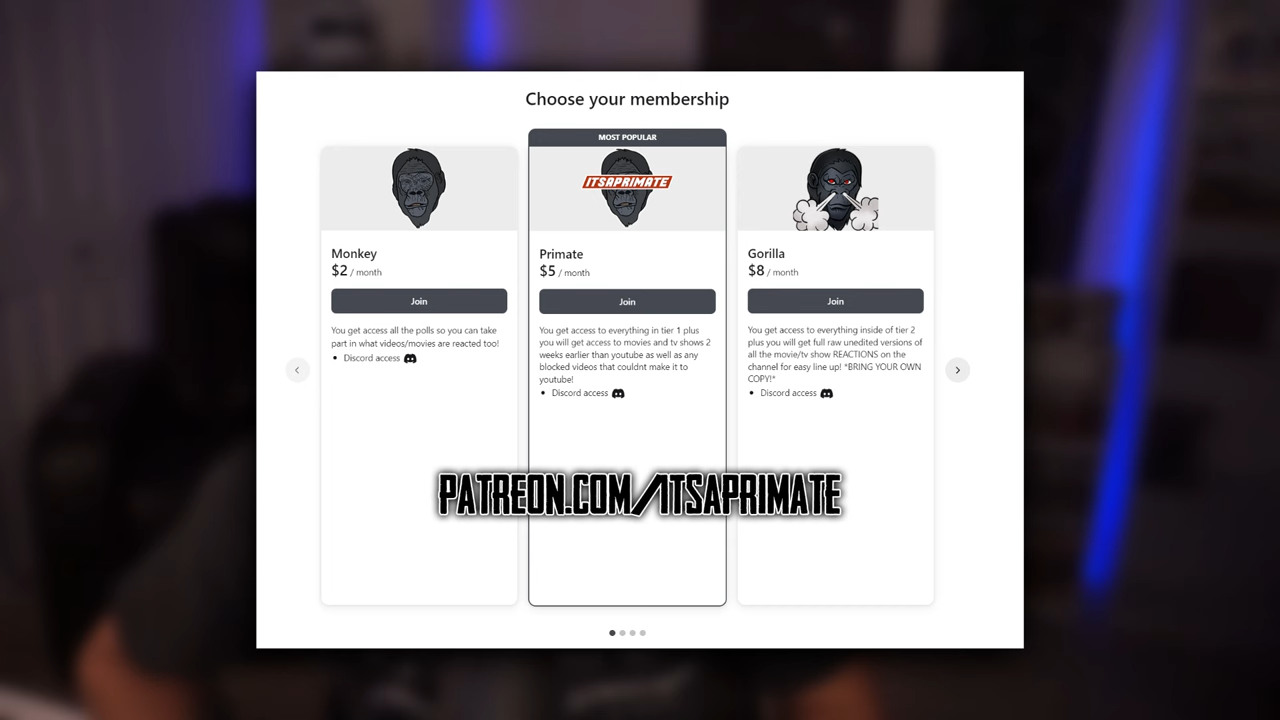 Choose your membership
Monkey
$2 / month
Join
You get access all the polls so you can take
part in what videos/movies are reacted too!
• Discord access
MOST POPULAR
ITSAPRIMATE
Primate
$5 / month
Join
You get access to everything in tier 1 plus
you will get access to movies and tv shows 2
weeks earlier than youtube as well as any
blocked videos that couldnt make it to
youtube!
• Discord access
Gorilla
$8 / month
Join
You get access to everything inside of tier 2
plus you will get full raw unedited versions of
all the movie/tv show REACTIONS on the
channel for easy line up! *BRING YOUR OWN
COPY!*
• Discord access
PATREON.COM/ITSAPRIMATE